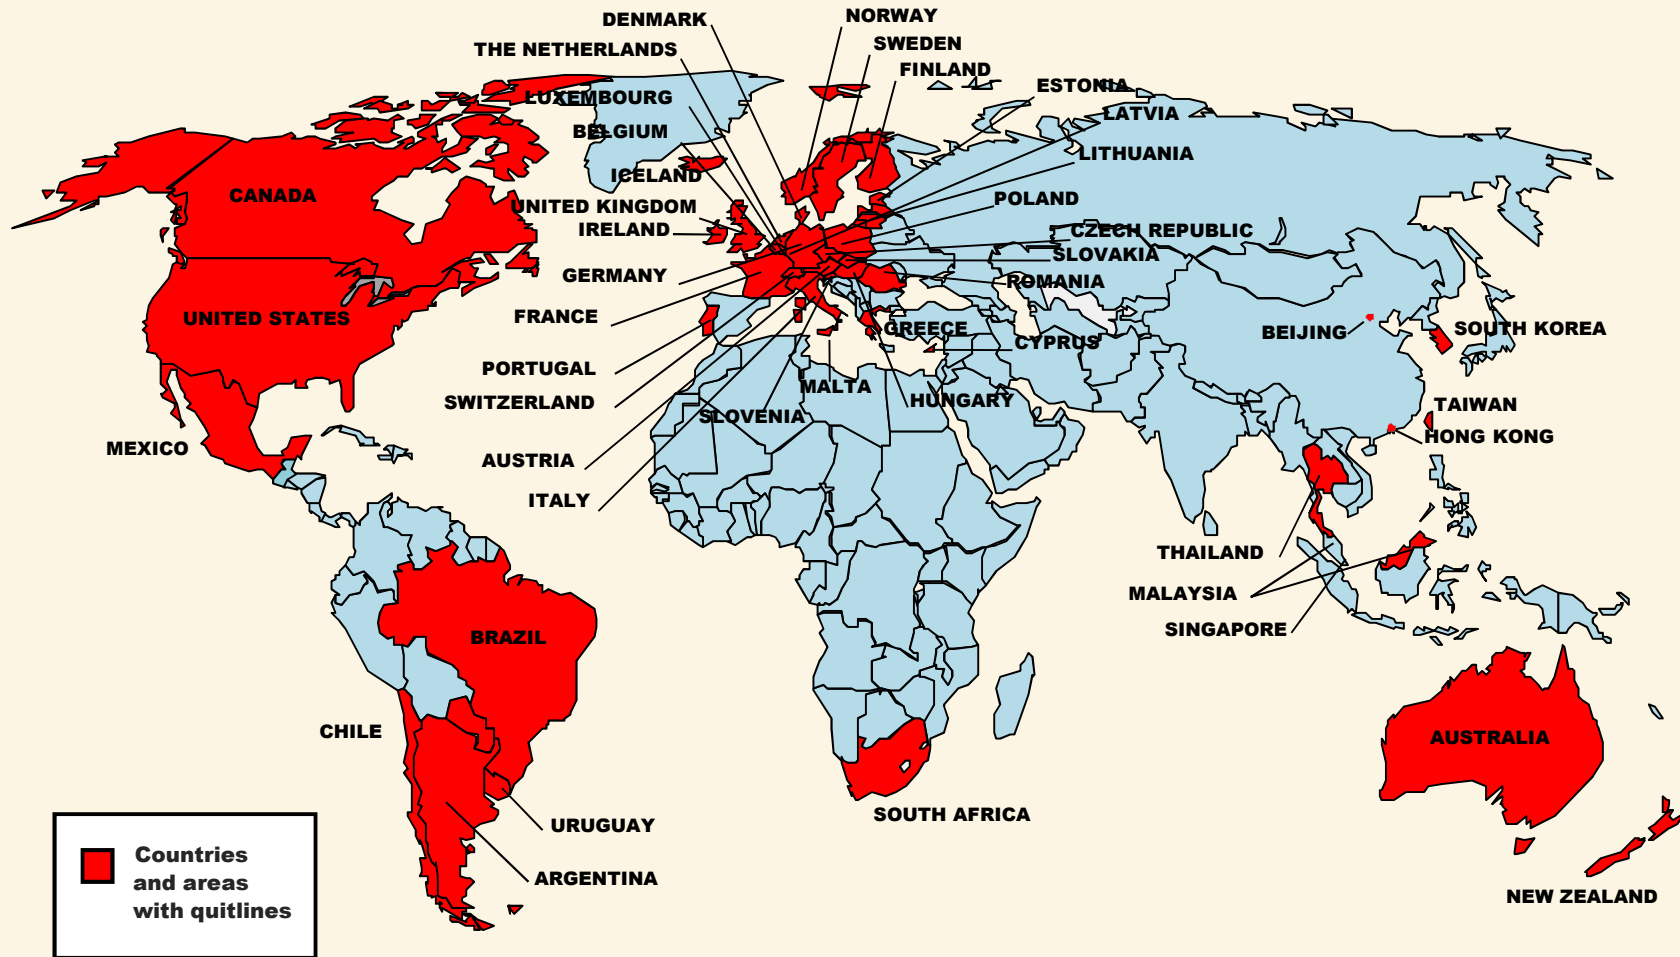 DENMARK
NORWAY
THE NETHERLANDS
SWEDEN
FINLAND
ESTONIA
LUXEMBOURG
LATVIA
BELGIUM
LITHUANIA
ICELAND
CANADA
POLAND
UNITED KINGDOM
IRELAND
CZECH REPUBLIC
SLOVAKIA
GERMANY
ROMANIA
FRANCE
UNITED STATES
GREECE
SOUTH KOREA
BEIJING
CYPRUS
PORTUGAL
MALTA
SWITZERLAND
HUNGARY
TAIWAN
SLOVENIA
HONG KONG
MEXICO
AUSTRIA
ITALY
THAILAND
MALAYSIA
SINGAPORE
BRAZIL
CHILE
AUSTRALIA
SOUTH AFRICA
URUGUAY
ARGENTINA
NEW ZEALAND
Countries
and areas
with quitlines